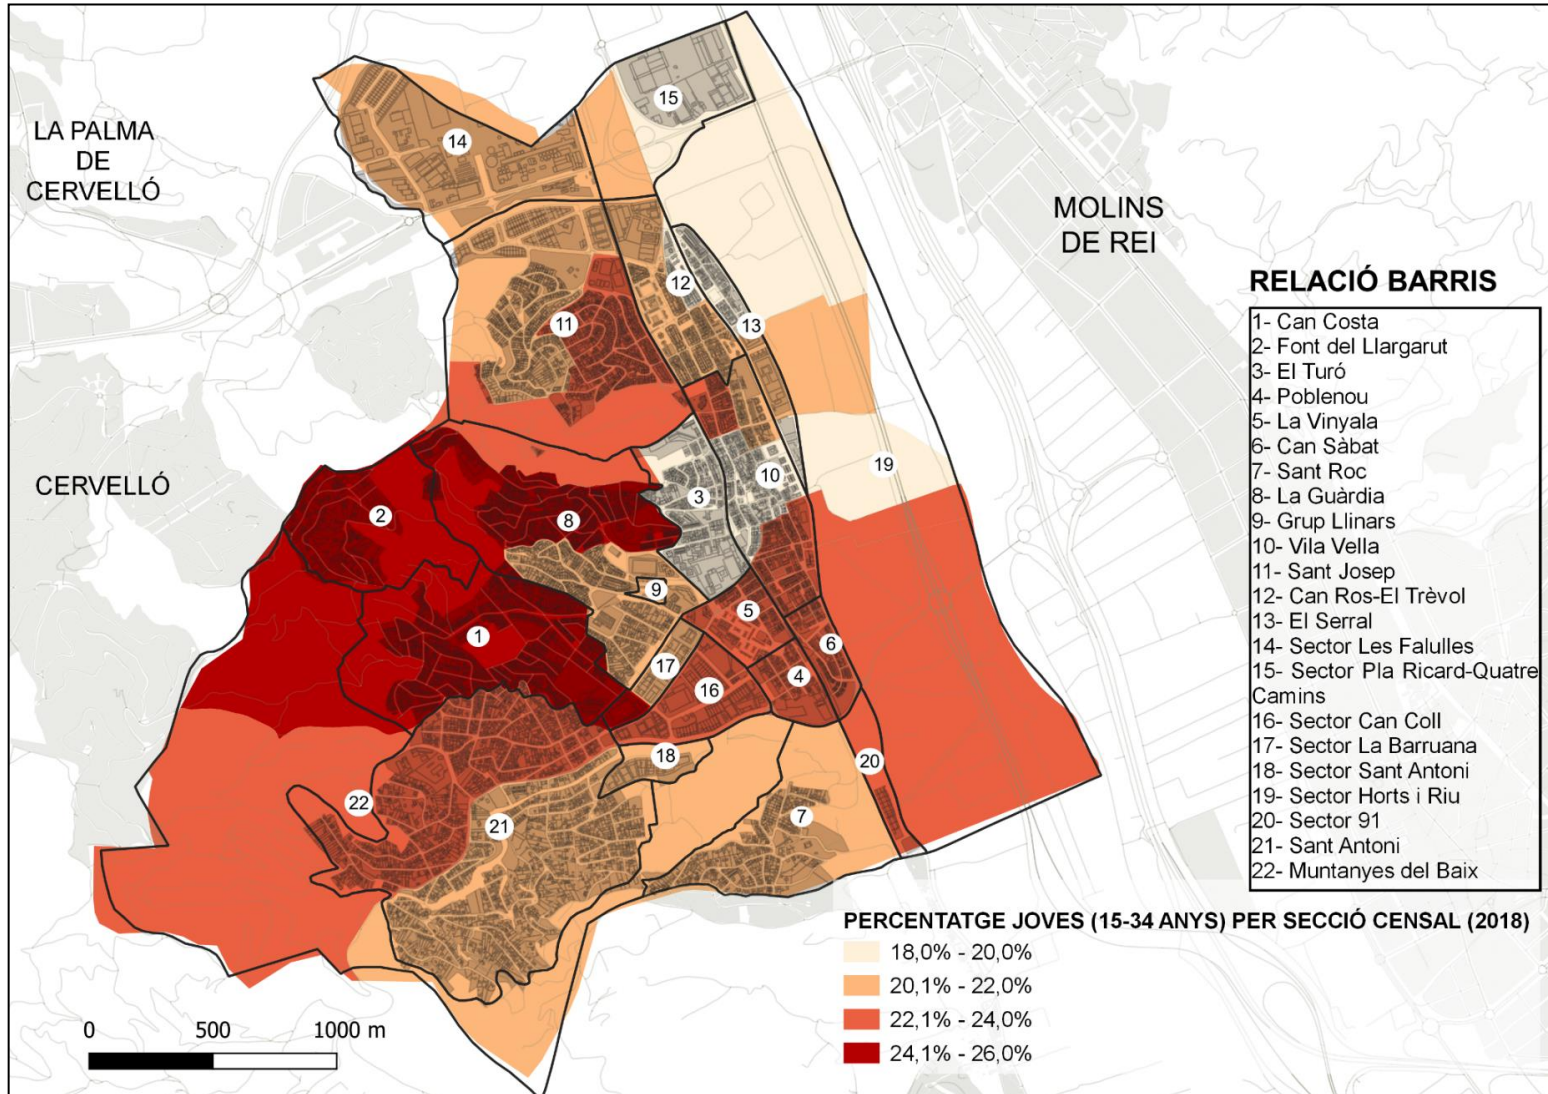 LA PALMA
DE
CERVELLÓ
MOLINS
DE REI
CERVELLÓ
15
14
12
11
13
19
10
3
2
8
9
5
1
6
17
4
16
18
20
22
7
21
RELACIÓ BARRIS
1- Can Costa
2- Font del Llargarut
3- El Turó
4- Poblenou
5- La Vinyala
6- Can Sàbat
7- Sant Roc
8- La Guàrdia
9- Grup Llinars
10- Vila Vella
11- Sant Josep
12- Can Ros-El Trèvol
13- El Serral
14- Sector Les Falulles
15- Sector Pla Ricard-Quatre
Camins
16- Sector Can Coll
17- Sector La Barruana
18- Sector Sant Antoni
19- Sector Horts i Riu
20- Sector 91
21- Sant Antoni
22- Muntanyes del Baix
PERCENTATGE JOVES (15-34 ANYS) PER SECCIÓ CENSAL (2018)
18,0% - 20,0%
20,1% - 22,0%
22,1% - 24,0%
24,1% - 26,0%
0 500 1000 m